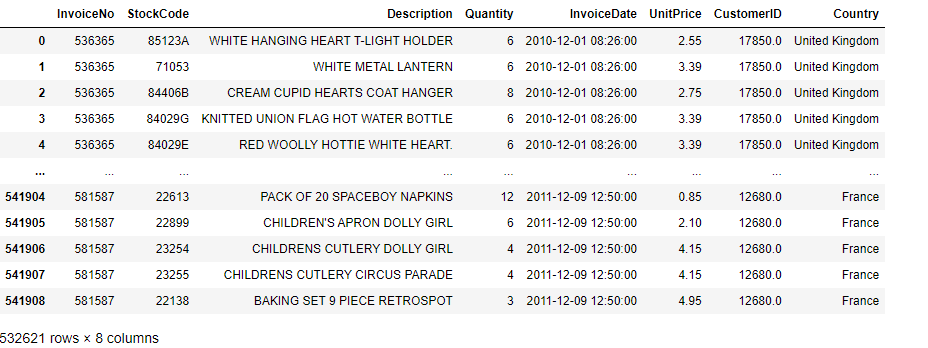 InvoiceNo StockCode Description Quantity InvoiceDate UnitPrice CustomerID Country
0 536365 85123A WHITE HANGING HEART T-LIGHT HOLDER 6 2010-12-01 08:26:00 2.55 17850.0 United Kingdom
1 536365 71053 WHITE METAL LANTERN 6 2010-12-01 08:26:00 3.39 17850.0 United Kingdom
2 536365 84406B CREAM CUPID HEARTS COAT HANGER 8 2010-12-01 08:26:00 2.75 17850.0 United Kingdom
3 536365 84029G KNITTED UNION FLAG HOT WATER BOTTLE 6 2010-12-01 08:26:00 3.39 17850.0 United Kingdom
4 536365 84029E RED WOOLLY HOTTIE WHITE HEART. 6 2010-12-01 08:26:00 3.39 17850.0 United Kingdom
... ... ... ... ... ... ... ... ...
541904 581587 22613 PACK OF 20 SPACEBOY NAPKINS 12 2011-12-09 12:50:00 0.85 12680.0 France
541905 581587 22899 CHILDREN'S APRON DOLLY GIRL 6 2011-12-09 12:50:00 2.10 12680.0 France
541906 581587 23254 CHILDRENS CUTLERY DOLLY GIRL 4 2011-12-09 12:50:00 4.15 12680.0 France
541907 581587 23255 CHILDRENS CUTLERY CIRCUS PARADE 4 2011-12-09 12:50:00 4.15 12680.0 France
541908 581587 22138 BAKING SET 9 PIECE RETROSPOT 3 2011-12-09 12:50:00 4.95 12680.0 France
532621 rows × 8 columns